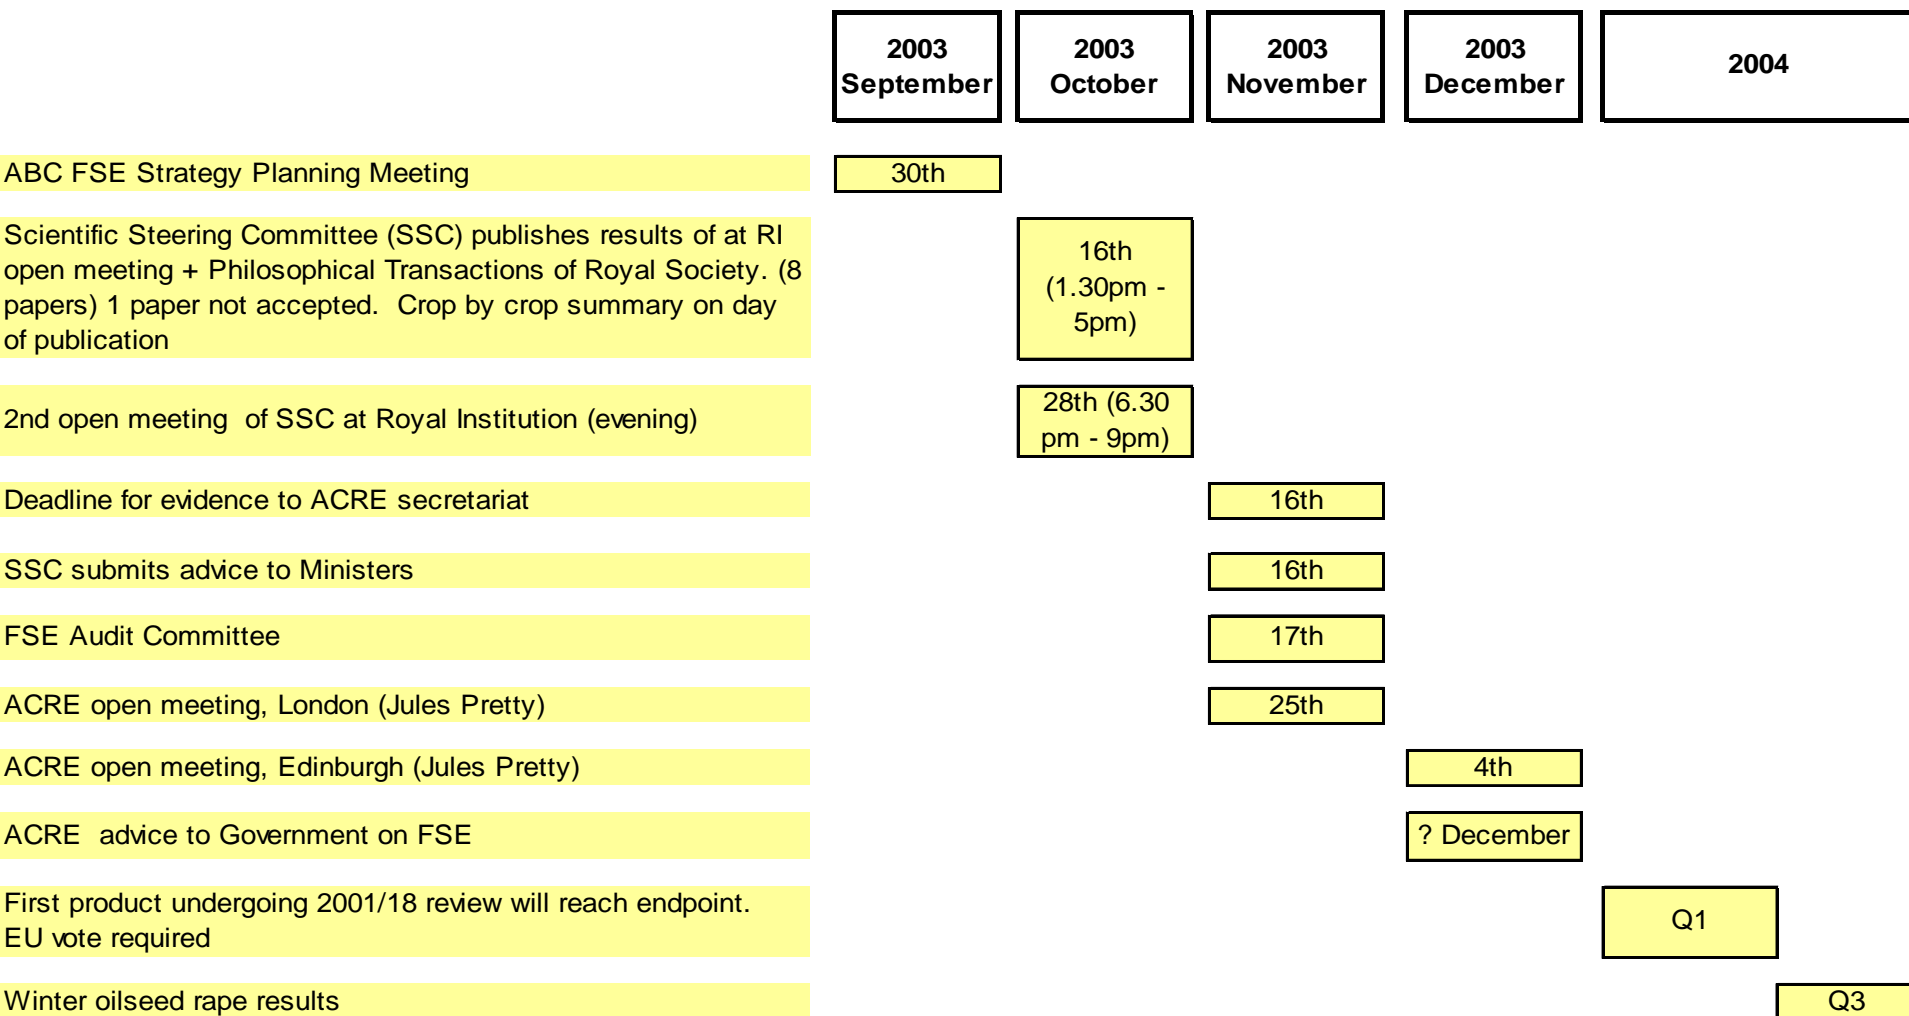 2003
September
2003
October
2003
November
2003
December
2004
ABC FSE Strategy Planning Meeting
30th
Scientific Steering Committee (SSC) publishes results of at RI
open meeting + Philosophical Transactions of Royal Society. (8
papers) 1 paper not accepted.  Crop by crop summary on day
of publication
16th
(1.30pm -
5pm)
2nd open meeting  of SSC at Royal Institution (evening)
28th (6.30
pm - 9pm)
Deadline for evidence to ACRE secretariat
16th
SSC submits advice to Ministers
16th
FSE Audit Committee
17th
ACRE open meeting, London (Jules Pretty)
25th
ACRE open meeting, Edinburgh (Jules Pretty)
4th
ACRE  advice to Government on FSE
? December
First product undergoing 2001/18 review will reach endpoint.
EU vote required
Q1
Winter oilseed rape results
Q3